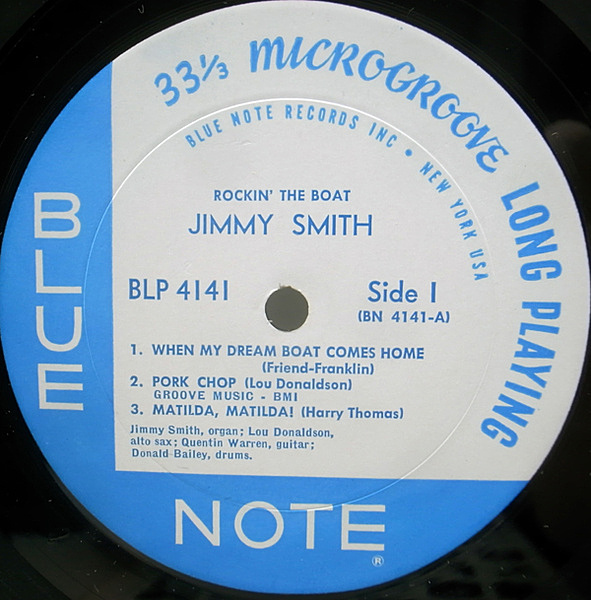 33⅓ MICROGROOVE LONG PLAYING
BLUE NOTE RECORDS INC • NEW YORK USA
ROCKIN' THE BOAT
JIMMY SMITH
BLP 4141
Side 1
(BN 4141-A)
1. WHEN MY DREAM BOAT COMES HOME
(Friend-Franklin)
2. PORK CHOP (Lou Donaldson)
GROOVE MUSIC - BMI
3. MATILDA, MATILDA! (Harry Thomas)
Jimmy Smith, organ; Lou Donaldson,
alto sax; Quentin Warren, guitar;
Donald Bailey, drums.
BLUE
NOTE
®